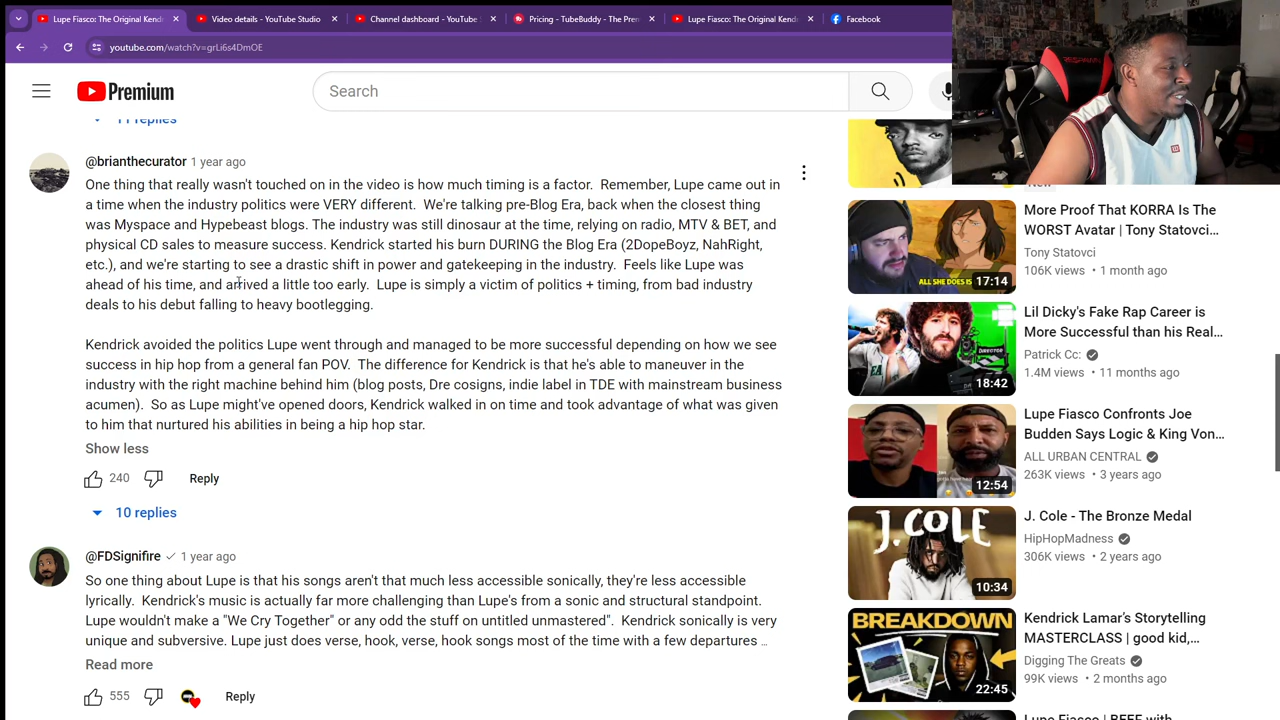 Lupe Fiasco: The Original Kendr
Video details - YouTube Studio
Channel dashboard - YouTube
Pricing - TubeBuddy - The Pren
Lupe Fiasco: The Original Kend
Facebook
youtube.com/watch?v=grLi6s4DmOE
Premium
Search
11 replies
@brianthecurator 1 year ago
One thing that really wasn't touched on in the video is how much timing is a factor. Remember, Lupe came out in
a time when the industry politics were VERY different. We're talking pre-Blog Era, back when the closest thing
was Myspace and Hypebeast blogs. The industry was still dinosaur at the time, relying on radio, MTV & BET, and
physical CD sales to measure success. Kendrick started his burn DURING the Blog Era (2DopeBoyz, NahRight,
etc.), and we're starting to see a drastic shift in power and gatekeeping in the industry. Feels like Lupe was
ahead of his time, and arrived a little too early. Lupe is simply a victim of politics + timing, from bad industry
deals to his debut falling to heavy bootlegging.
Kendrick avoided the politics Lupe went through and managed to be more successful depending on how we see
success in hip hop from a general fan POV. The difference for Kendrick is that he's able to maneuver in the
industry with the right machine behind him (blog posts, Dre cosigns, indie label in TDE with mainstream business
acumen). So as Lupe might've opened doors, Kendrick walked in on time and took advantage of what was given
to him that nurtured his abilities in being a hip hop star.
Show less
240
Reply
10 replies
@FDSignifire 1 year ago
So one thing about Lupe is that his songs aren't that much less accessible sonically, they're less accessible
lyrically. Kendrick's music is actually far more challenging than Lupe's from a sonic and structural standpoint.
Lupe wouldn't make a "We Cry Together" or any odd the stuff on untitled unmastered". Kendrick sonically is very
unique and subversive. Lupe just does verse, hook, verse, hook songs most of the time with a few departures ...
Read more
555
Reply
New
More Proof That KORRA Is The
WORST Avatar | Tony Statovci...
Tony Statovci
106K views • 1 month ago
ALL SHE DOES IS
17:14
Lil Dicky's Fake Rap Career is
More Successful than his Real...
Patrick Cc:
1.4M views • 11 months ago
DIRECTOR
18:42
Lupe Fiasco Confronts Joe
Budden Says Logic & King Von...
ALL URBAN CENTRAL
263K views • 3 years ago
12:54
J. Cole - The Bronze Medal
HipHopMadness
306K views • 2 years ago
J. COLE
10:34
Kendrick Lamar's Storytelling
MASTERCLASS | good kid,...
Digging The Greats
99K views • 2 months ago
BREAKDOWN
22:45
Lupe Fiasco | BEEF with